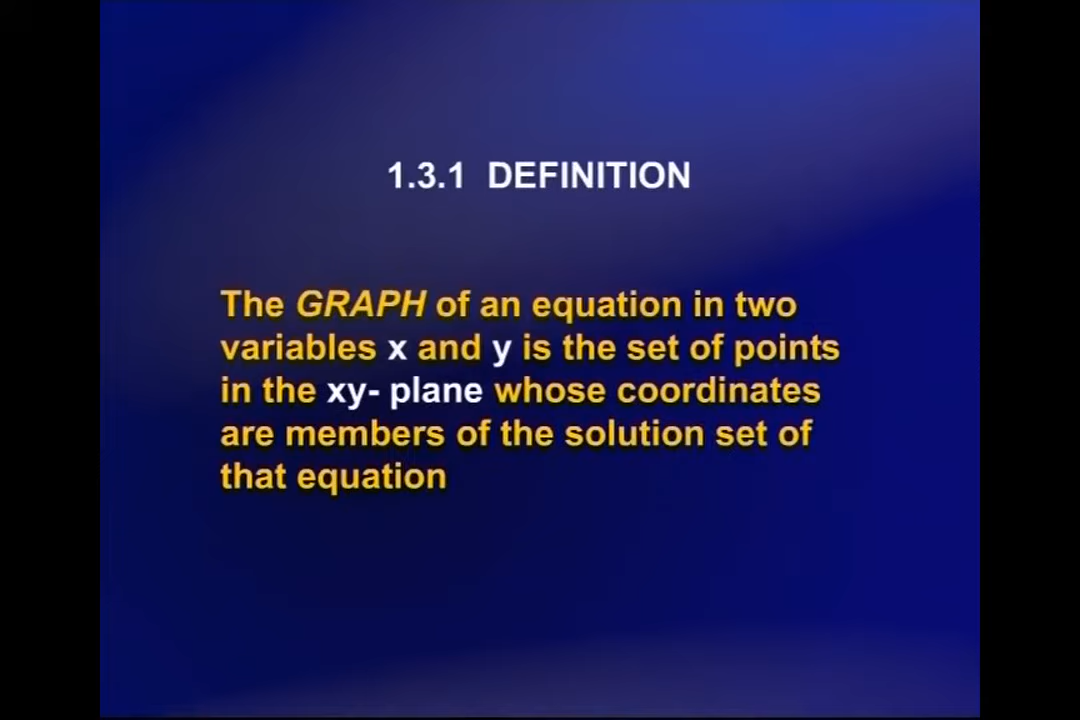 1.3.1 DEFINITION
The GRAPH of an equation in two
variables x and y is the set of points
in the xy- plane whose coordinates
are members of the solution set of
that equation